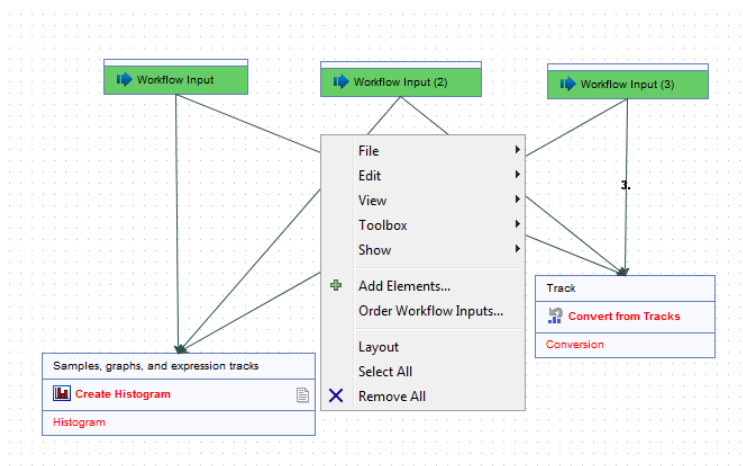 Workflow Input
Workflow Input (2)
Workflow Input (3)
File
Edit
View
Toolbox
Show
Add Elements...
Order Workflow Inputs...
Layout
Select All
Remove All
3.
Track
Convert from Tracks
Conversion
Samples, graphs, and expression tracks
Create Histogram
Histogram